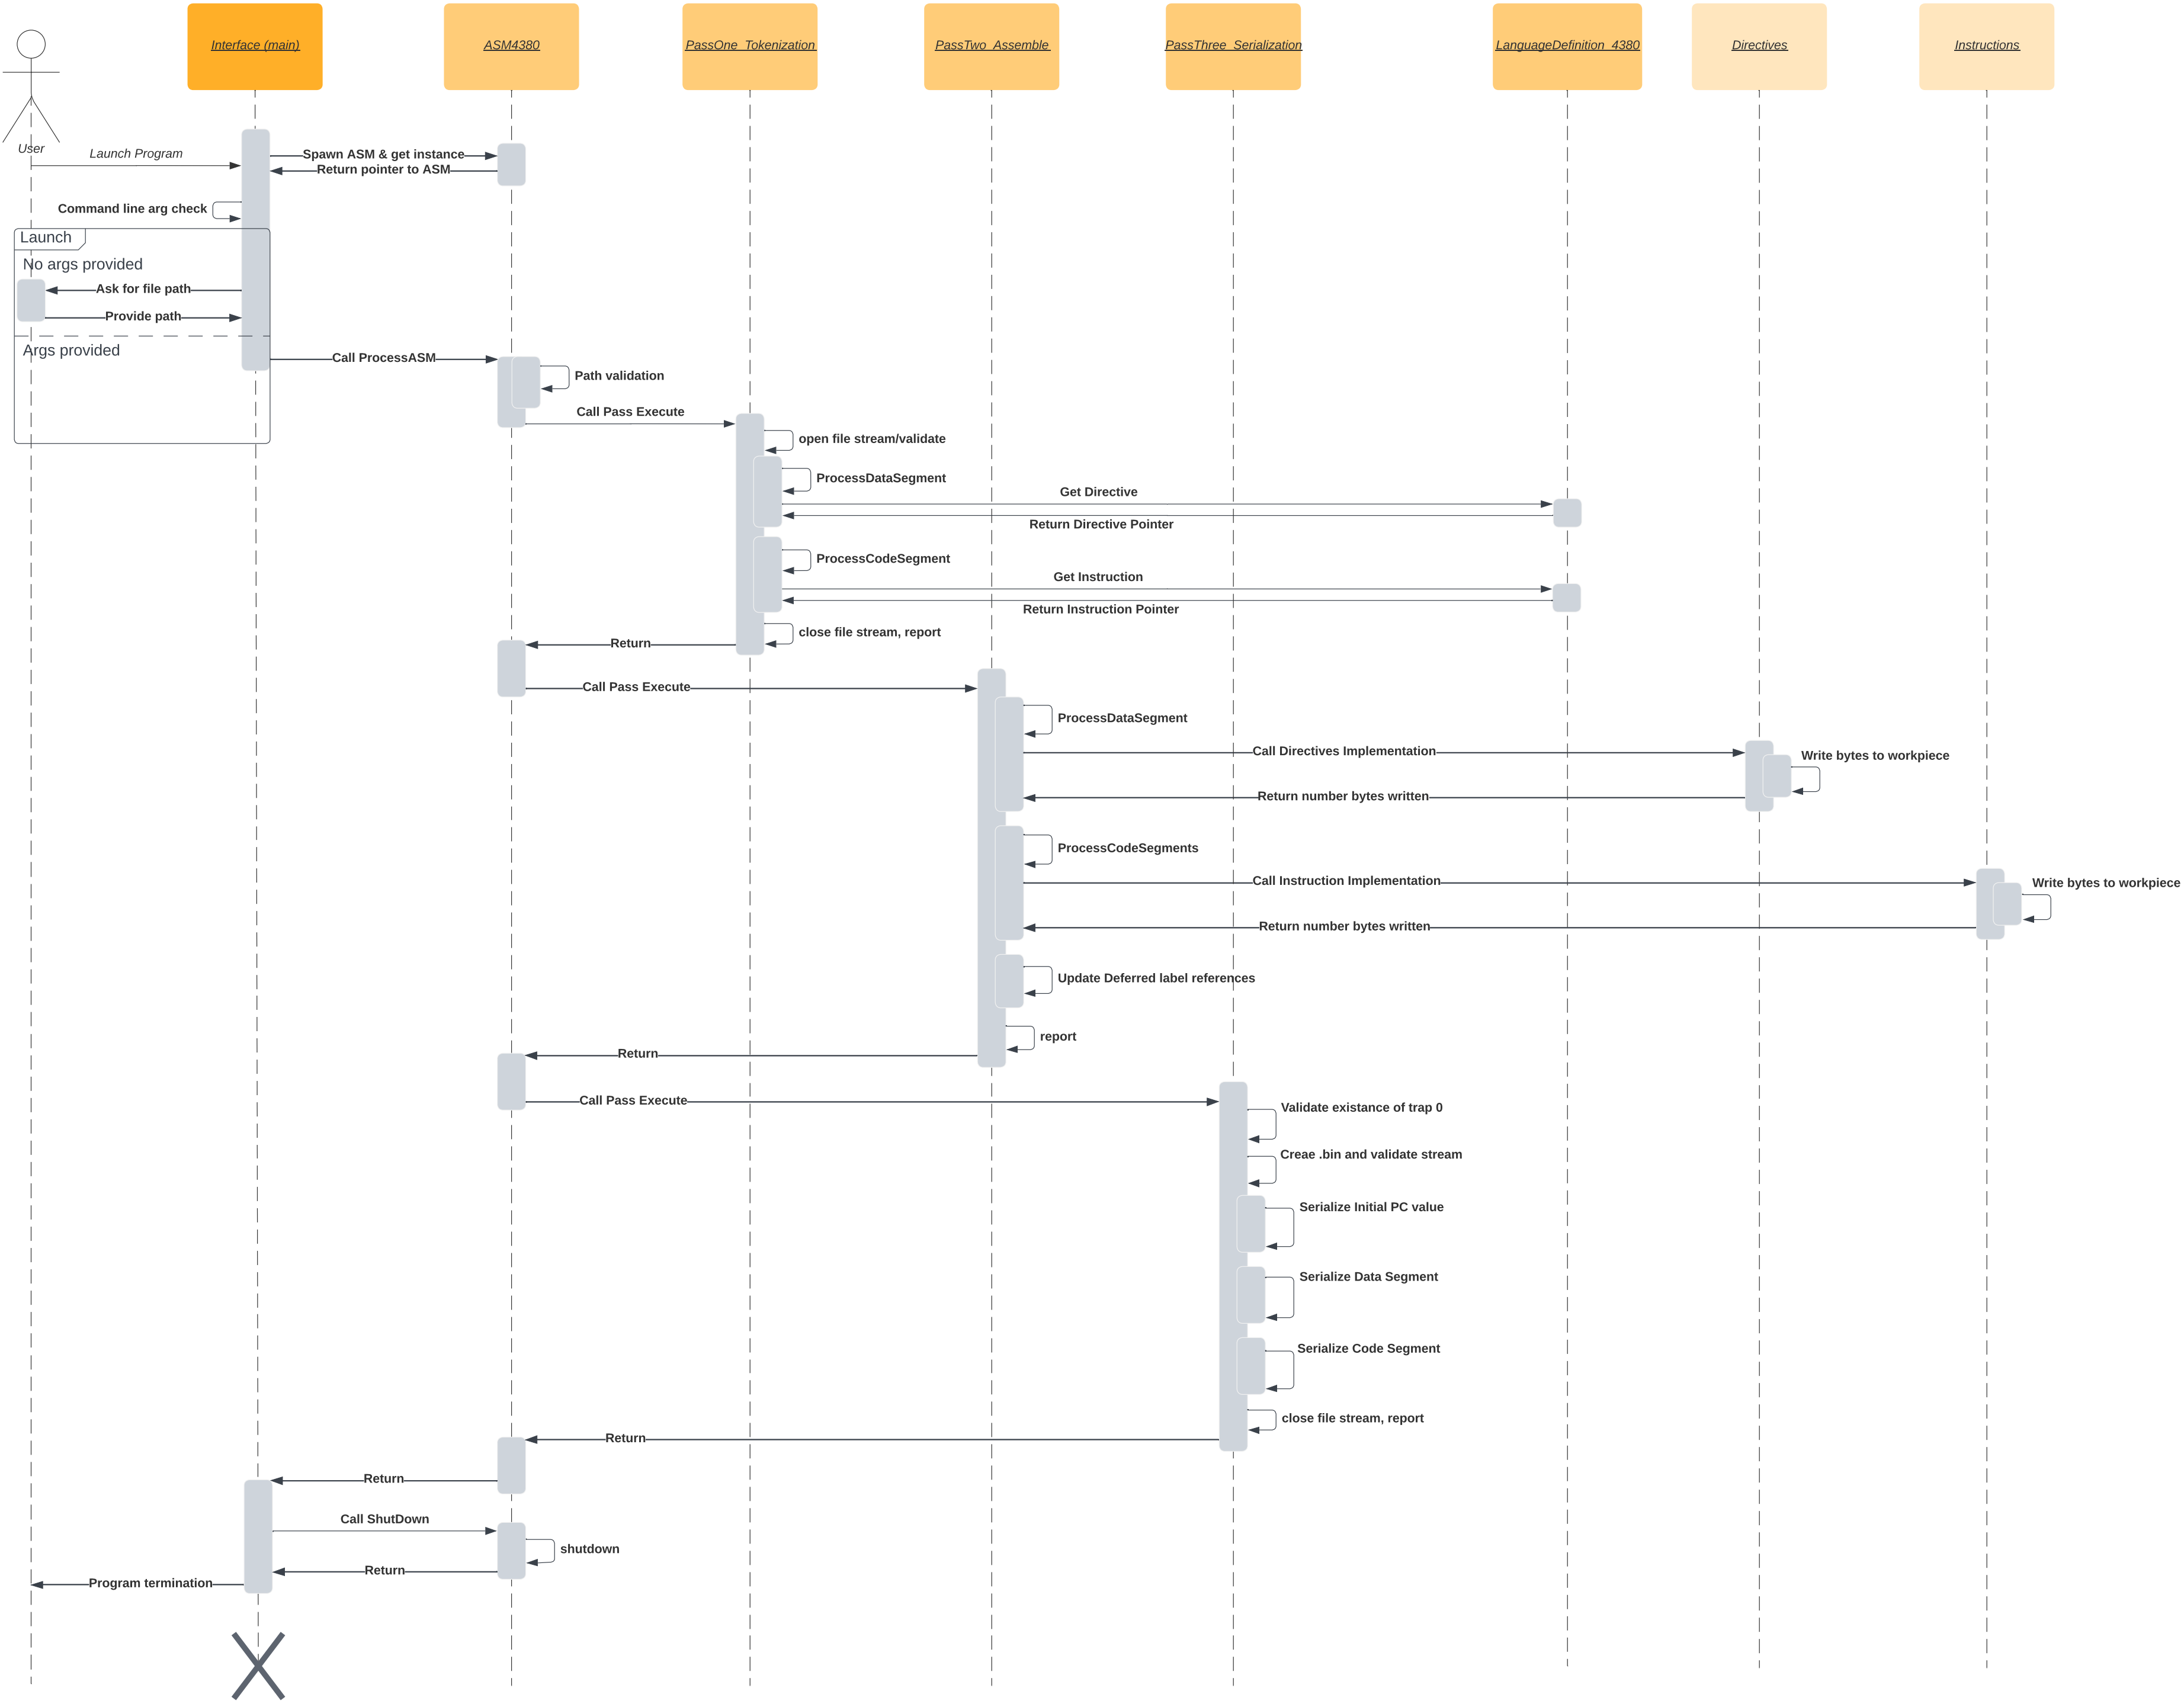 Interface (main)
ASM4380
PassOne_Tokenization
PassTwo_Assemble
PassThree_Serialization
LanguageDefinition_4380
Directives
Instructions
User
Launch Program
Spawn ASM & get instance
Return pointer to ASM
Command line arg check
Launch
No args provided
Ask for file path
Provide path
Args provided
Call ProcessASM
Path validation
Call Pass Execute
open file stream/validate
ProcessDataSegment
Get Directive
Return Directive Pointer
ProcessCodeSegment
Get Instruction
Return Instruction Pointer
close file stream, report
Return
Call Pass Execute
ProcessDataSegment
Call Directives Implementation
Write bytes to workpiece
Return number bytes written
ProcessCodeSegments
Call Instruction Implementation
Write bytes to workpiece
Return number bytes written
Update Deferred label references
report
Return
Call Pass Execute
Validate existance of trap 0
Creae .bin and validate stream
Serialize Initial PC value
Serialize Data Segment
Serialize Code Segment
close file stream, report
Return
Return
Call ShutDown
shutdown
Return
Program termination